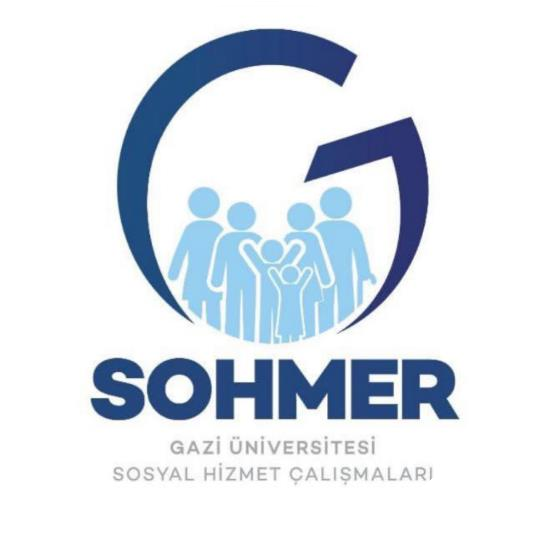 SOHMER
GAZİ ÜNİVERSİTESİ
SOSYAL HİZMET ÇALIŞMALARI